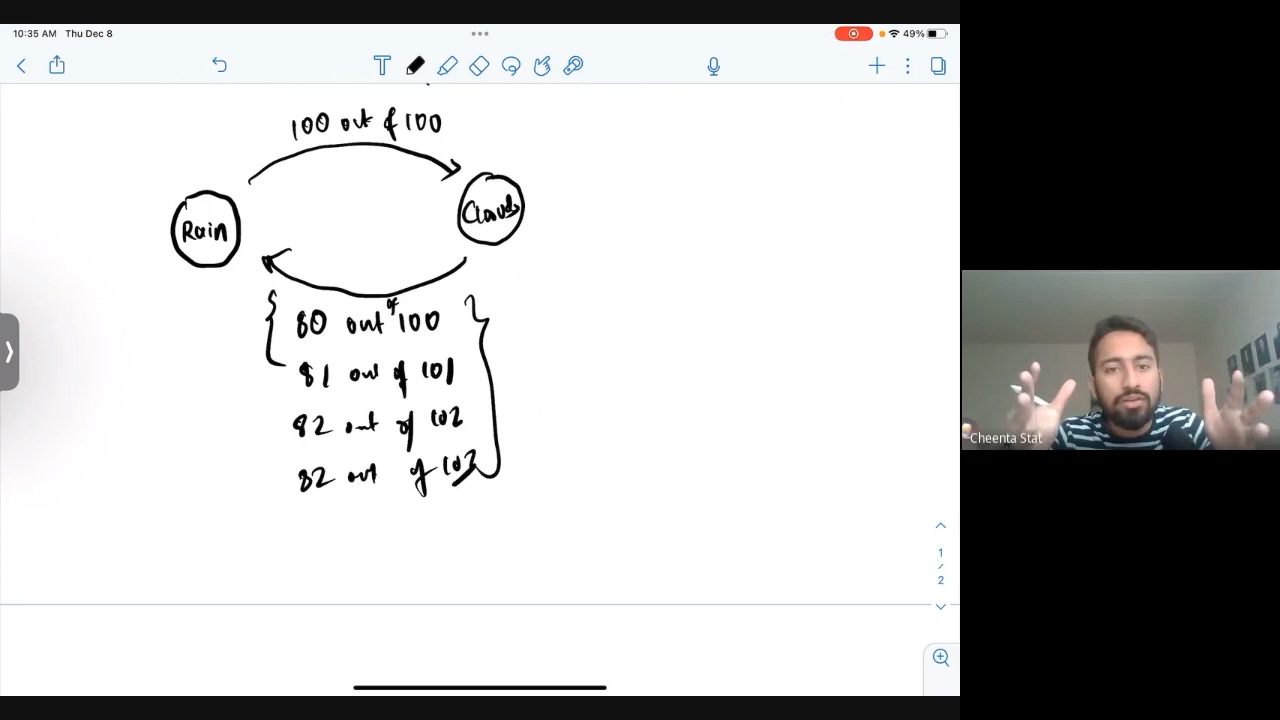 10:35 AM Thu Dec 8
49%
100 out of 100
Rain
Clouds
80 out of 100
81 out of 101
82 out of 102
82 out of 103
Cheenta Stat
1
/
2